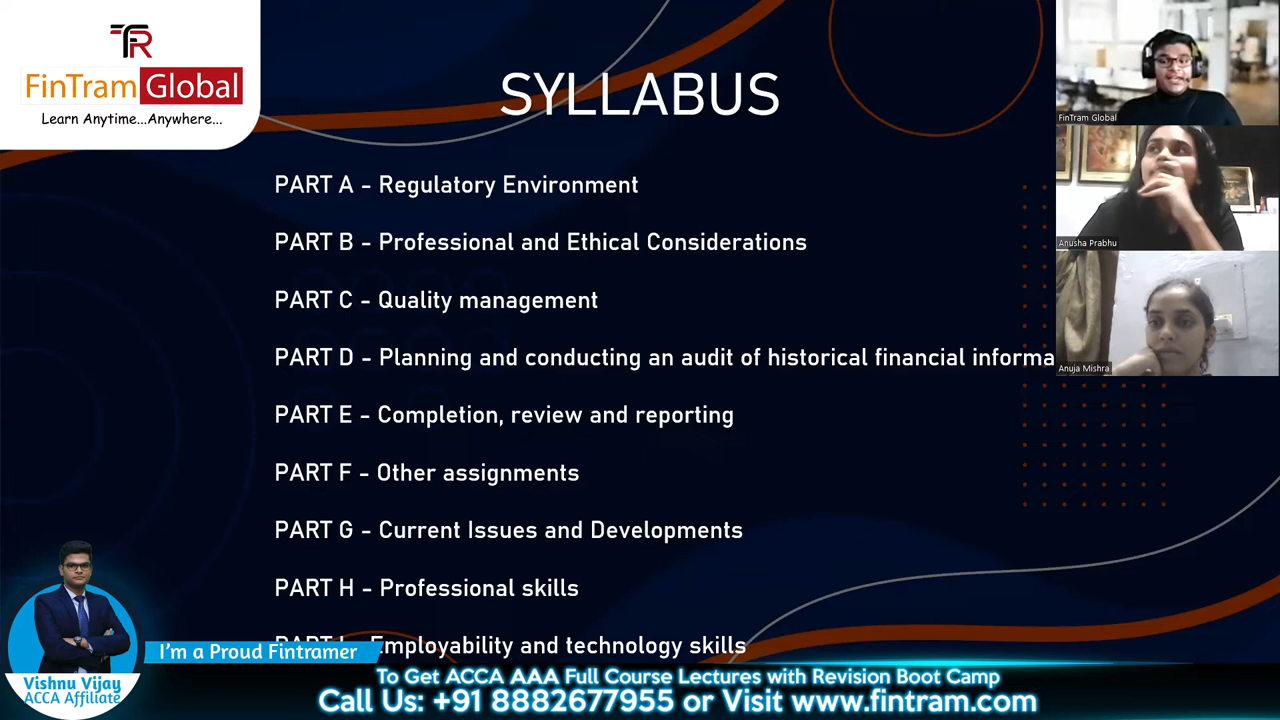 FR
FinTram Global
Learn Anytime...Anywhere...
SYLLABUS
PART A - Regulatory Environment
PART B - Professional and Ethical Considerations
PART C - Quality management
PART D - Planning and conducting an audit of historical financial informa
PART E - Completion, review and reporting
PART F - Other assignments
PART G - Current Issues and Developments
PART H - Professional skills
PART I - Employability and technology skills
FinTram Global
Anusha Prabhu
Anuja Mishra
I'm a Proud Fintramer
Vishnu Vijay
ACCA Affiliate
To Get ACCA AAA Full Course Lectures with Revision Boot Camp
Call Us: +91 8882677955 or Visit www.fintram.com